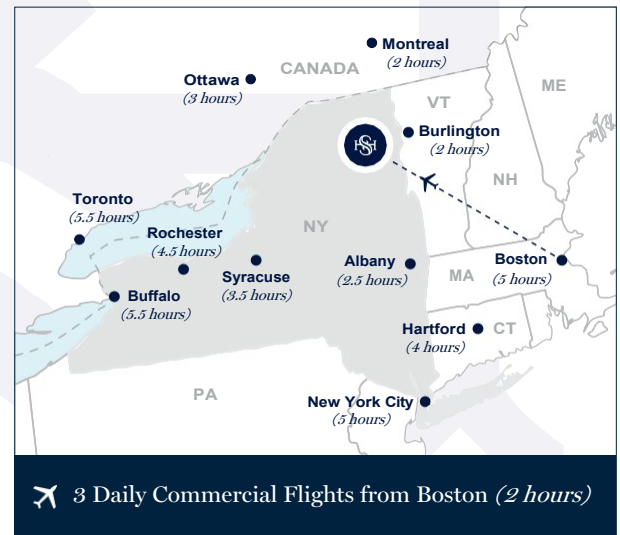 Montreal
(2 hours)
CANADA
Ottawa
(3 hours)
ME
VT
Burlington
(2 hours)
HSH
NH
Toronto
(5.5 hours)
Rochester
(4.5 hours)
NY
Syracuse
(3.5 hours)
Albany
(2.5 hours)
MA
Boston
(5 hours)
Buffalo
(5.5 hours)
Hartford
(4 hours)
CT
PA
New York City
(5 hours)
3 Daily Commercial Flights from Boston (2 hours)